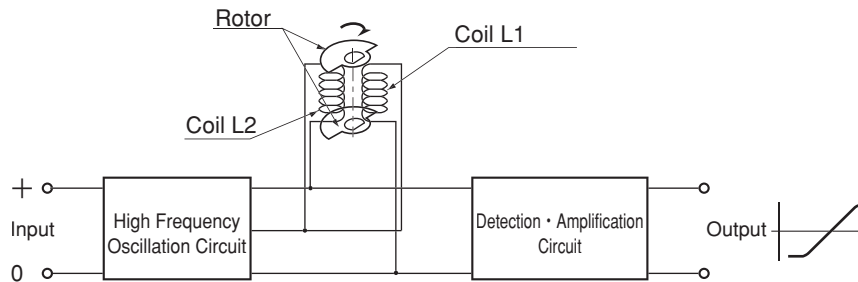 Rotor
Coil L1
Coil L2
+
Input
0
High Frequency
Oscillation Circuit
Detection・Amplification
Circuit
Output